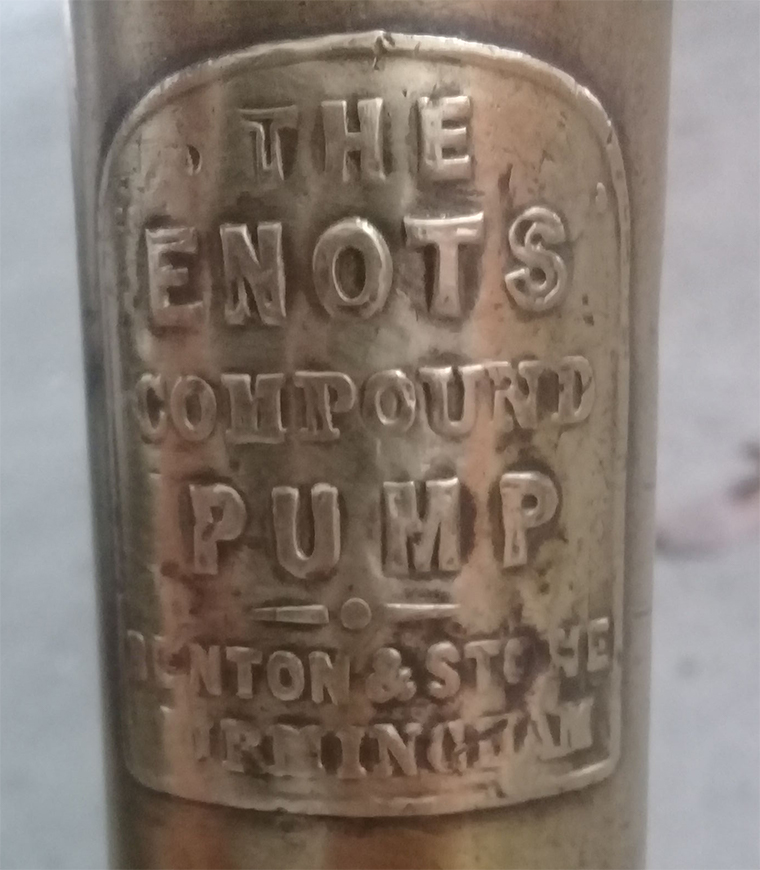 THE
ENOTS
COMPOUND
PUMP
BENTON & STONE
BIRMINGHAM